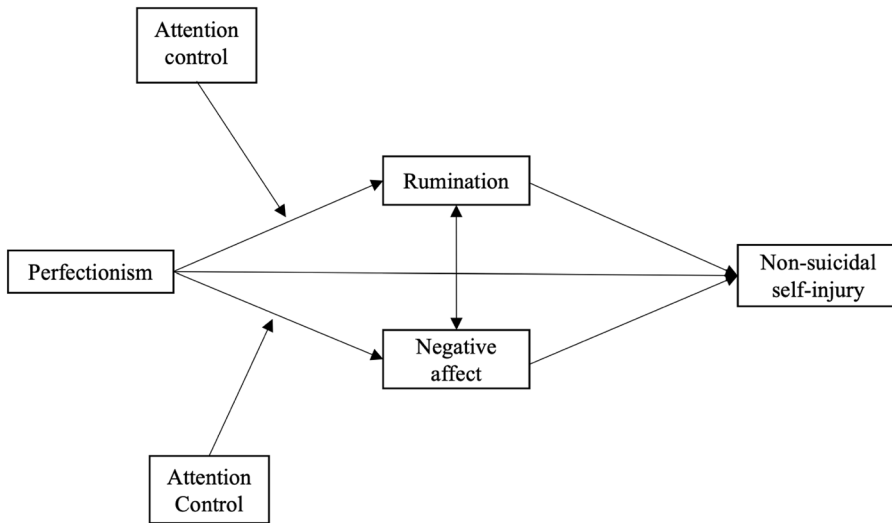 Attention
control
Rumination
Perfectionism
Non-suicidal
self-injury
Negative
affect
Attention
Control